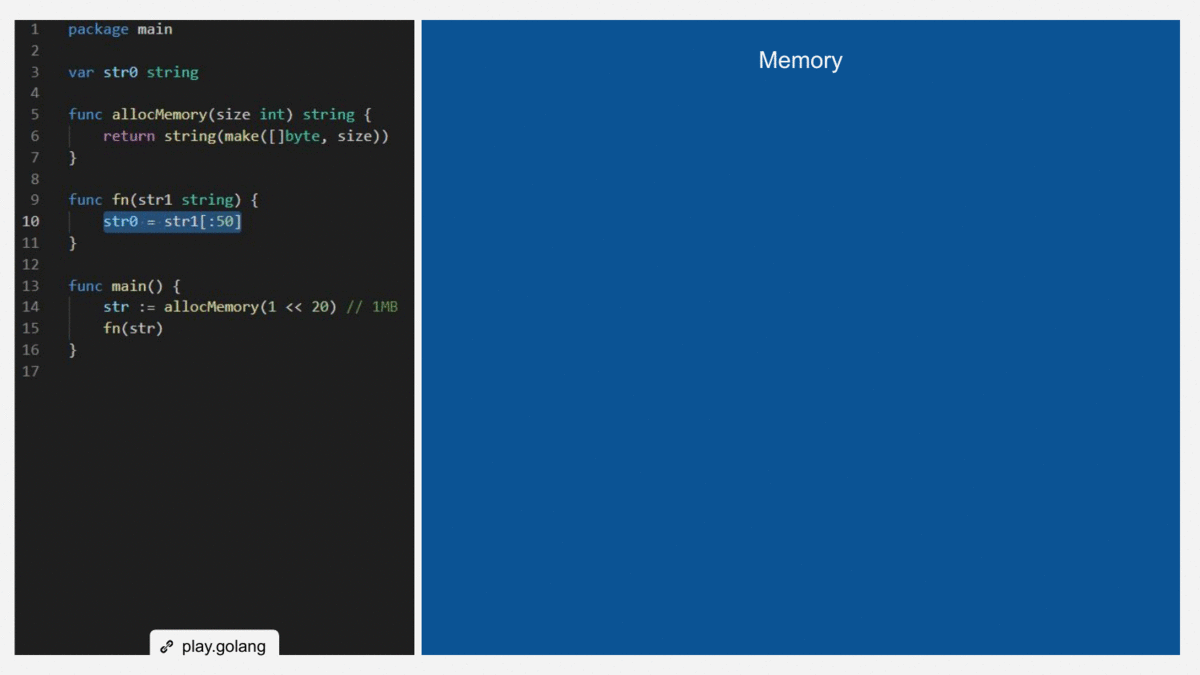 1 package main
2
3 var str0 string
4
5 func allocMemory(size int) string {
6 return string(make([]byte, size))
7 }
8
9 func fn(str1 string) {
10 str0 = str1[:50]
11 }
12
13 func main() {
14 str := allocMemory(1 << 20) // 1MB
15 fn(str)
16 }
17
play.golang
Memory